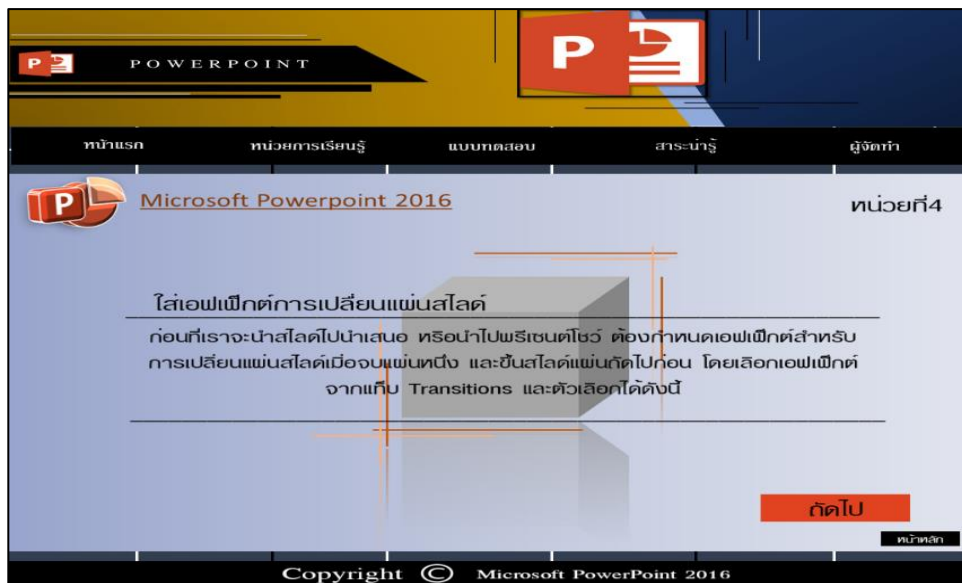 P POWERPOINT
P
หน้าแรก หน่วยการเรียนรู้ แบบทดสอบ สาระน่ารู้ ผู้จัดทำ
P Microsoft Powerpoint 2016 หน่วยที่4
ใส่เอฟเฟ็กต์การเปลี่ยนแผ่นสไลด์
ก่อนที่เราจะนำสไลด์ไปนำเสนอ หรือนำไปพรีเซนต์โชว์ ต้องกำหนดเอฟเฟ็กต์สำหรับ
การเปลี่ยนแผ่นสไลด์เมื่อจบแผ่นหนึ่ง และขึ้นสไลด์แผ่นถัดไปก่อน โดยเลือกเอฟเฟ็กต์
จากแท็บ Transitions และตัวเลือกได้ดังนี้
ถัดไป
หน้าหลัก
Copyright © Microsoft PowerPoint 2016